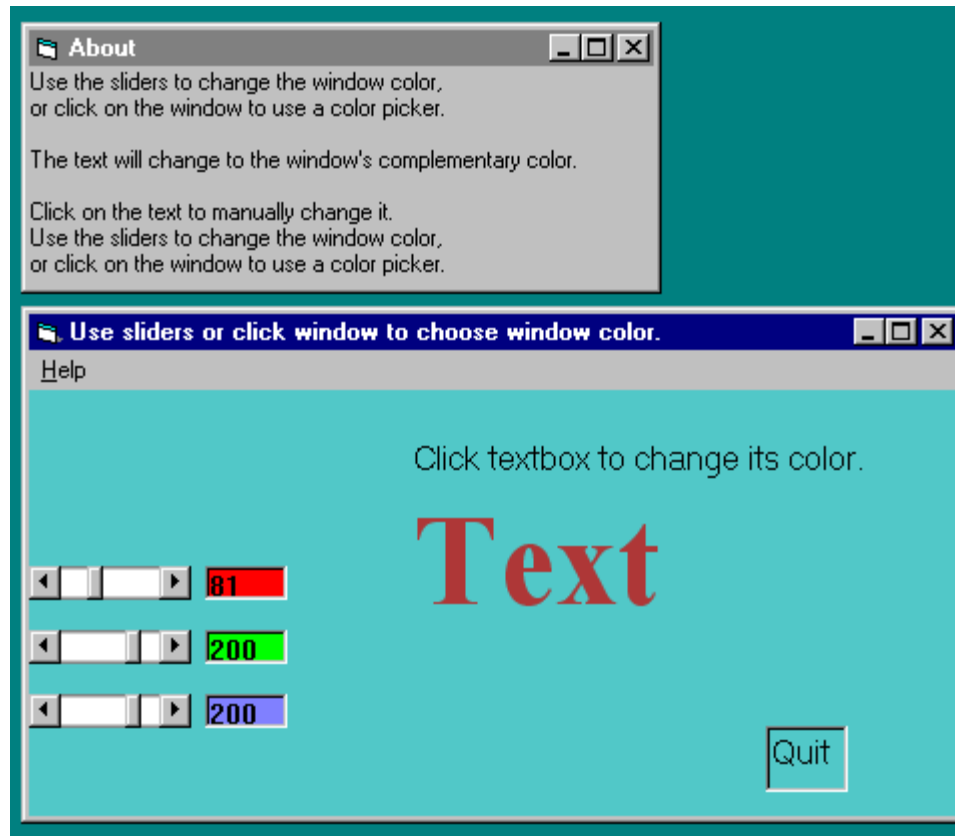 About
Use the sliders to change the window color,
or click on the window to use a color picker.
The text will change to the window's complementary color.
Click on the text to manually change it.
Use the sliders to change the window color,
or click on the window to use a color picker.
Use sliders or click window to choose window color.
Help
Click textbox to change its color.
Text
81
200
200
Quit